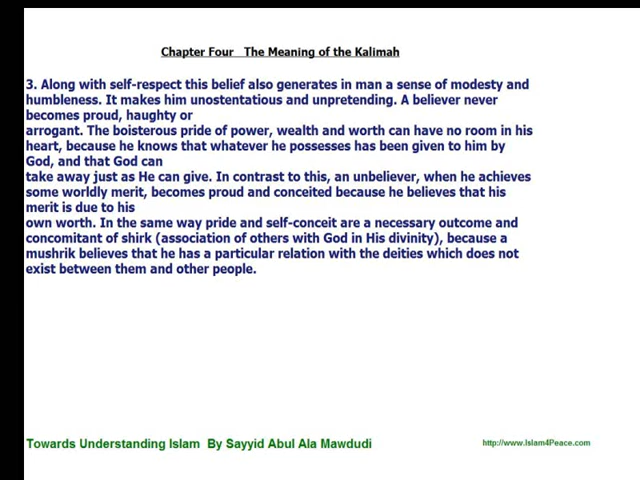 Chapter Four   The Meaning of the Kalimah
3. Along with self-respect this belief also generates in man a sense of modesty and
humbleness. It makes him unostentatious and unpretending. A believer never
becomes proud, haughty or
arrogant. The boisterous pride of power, wealth and worth can have no room in his
heart, because he knows that whatever he possesses has been given to him by
God, and that God can
take away just as He can give. In contrast to this, an unbeliever, when he achieves
some worldly merit, becomes proud and conceited because he believes that his
merit is due to his
own worth. In the same way pride and self-conceit are a necessary outcome and
concomitant of shirk (association of others with God in His divinity), because a
mushrik believes that he has a particular relation with the deities which does not
exist between them and other people.
Towards Understanding Islam  By Sayyid Abul Ala Mawdudi
http://www.Islam4Peace.com